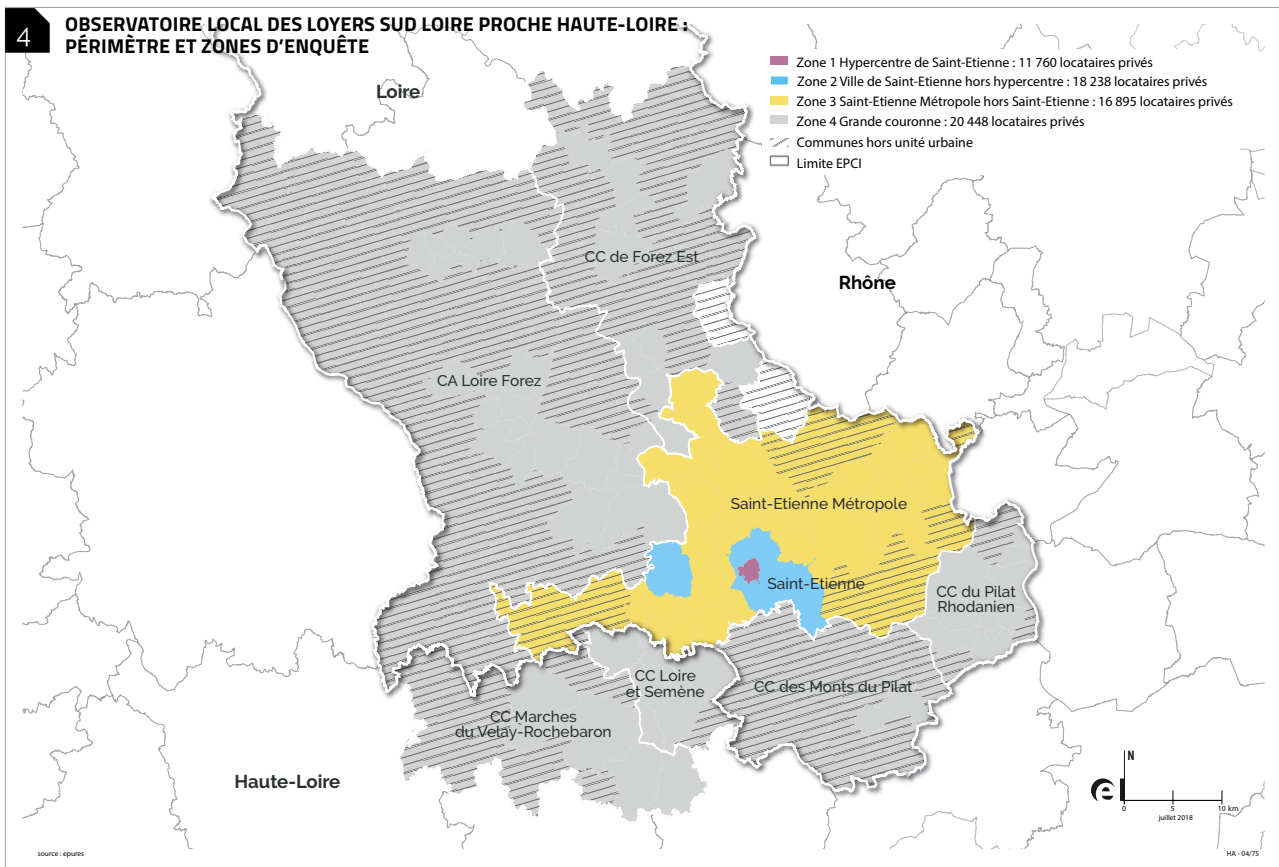 4
OBSERVATOIRE LOCAL DES LOYERS SUD LOIRE PROCHE HAUTE-LOIRE :
PÉRIMÈTRE ET ZONES D'ENQUÊTE
Zone 1 Hypercentre de Saint-Etienne : 11 760 locataires privés
Zone 2 Ville de Saint-Etienne hors hypercentre : 18 238 locataires privés
Zone 3 Saint-Etienne Métropole hors Saint-Etienne : 16 895 locataires privés
Zone 4 Grande couronne : 20 448 locataires privés
Communes hors unité urbaine
Limite EPCI
Loire
CC de Forez Est
Rhône
CA Loire Forez
Saint-Etienne Métropole
Saint-Etienne
CC du Pilat
Rhodanien
CC Loire
et Semène
CC des Monts du Pilat
CC Marches
du Velay-Rochebaron
Haute-Loire
N
0 5 10 km
juillet 2018
source : epures
HA - 04/75